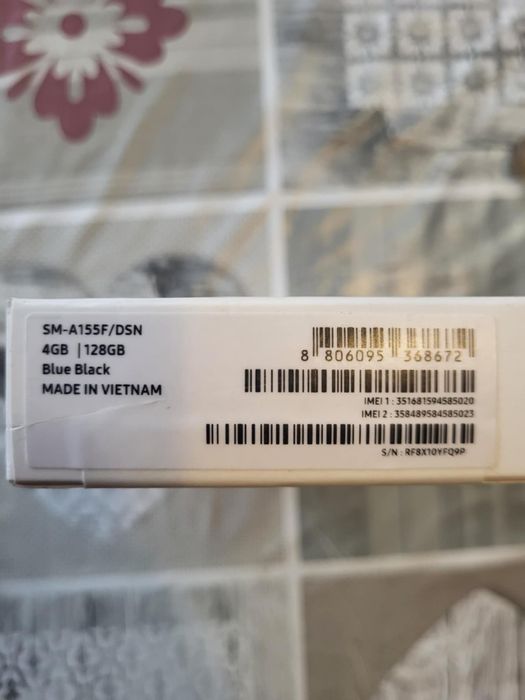 SM-A155F/DSN
4GB | 128GB
Blue Black
MADE IN VIETNAM
8 806095 368672
IMEI 1 : 351681594585020
IMEI 2 : 358489584585023
S/N : RF8X10YFQ9P